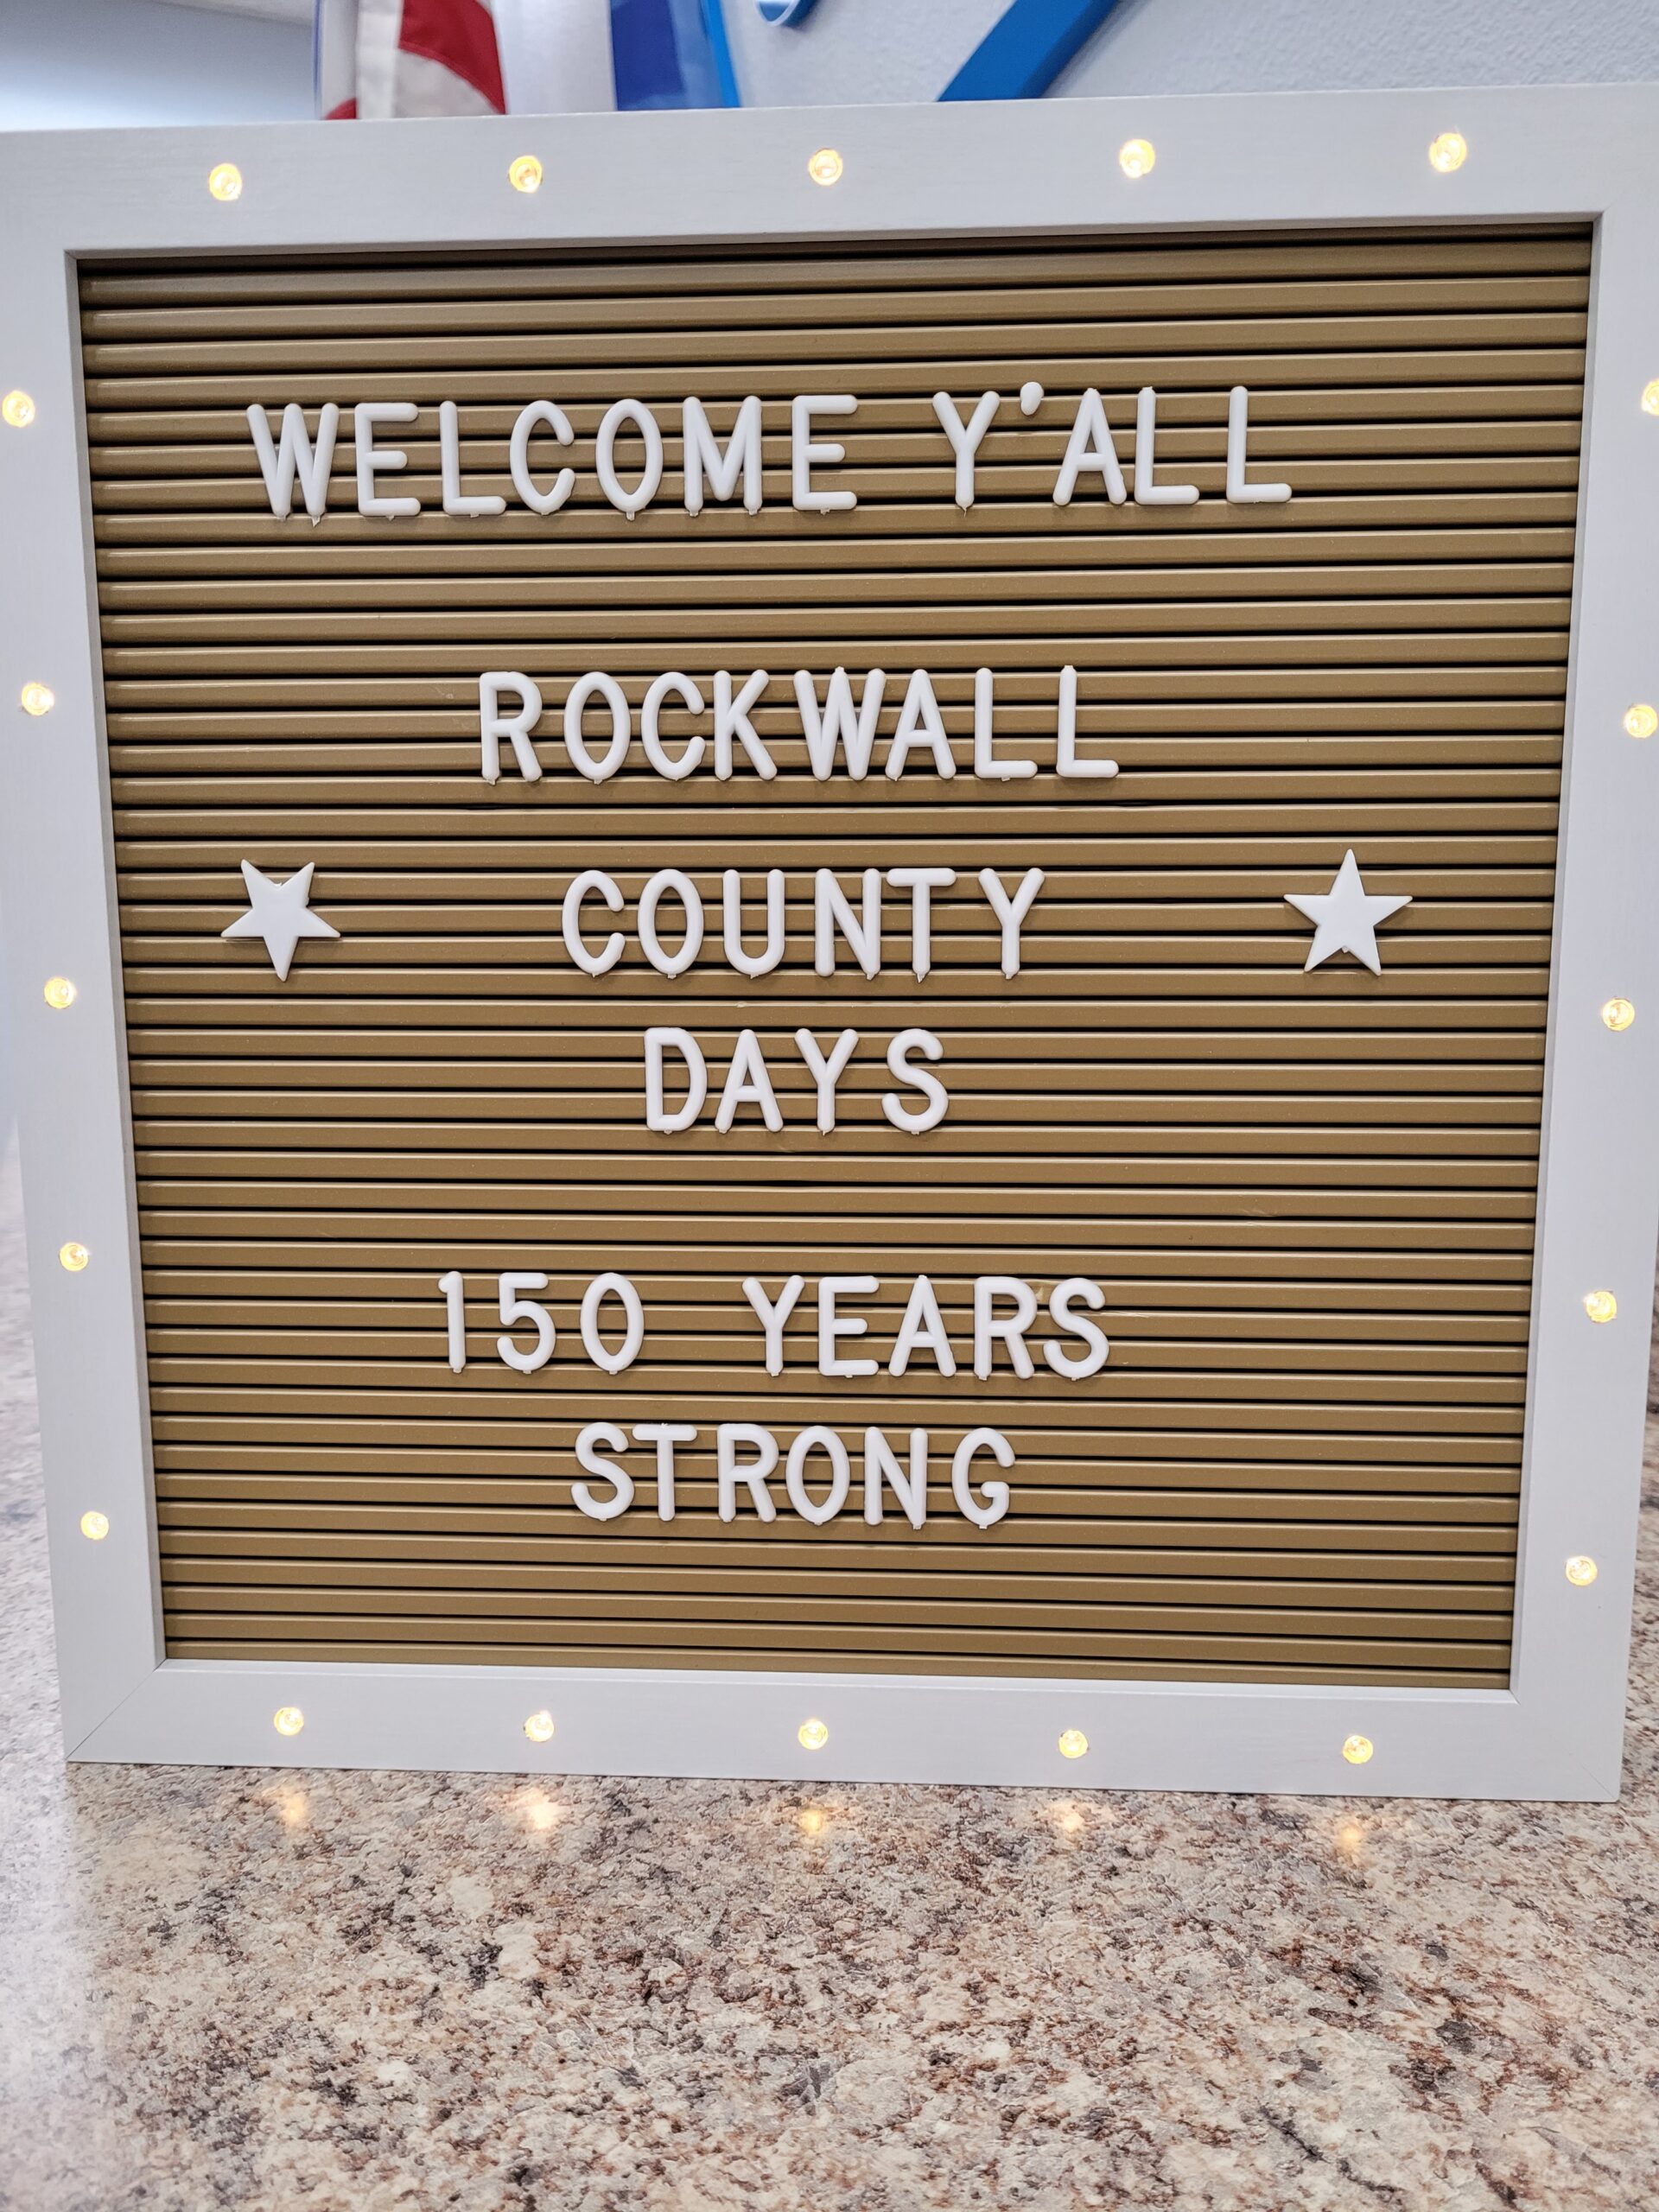 WELCOME Y'ALL
ROCKWALL
COUNTY
DAYS
150 YEARS
STRONG